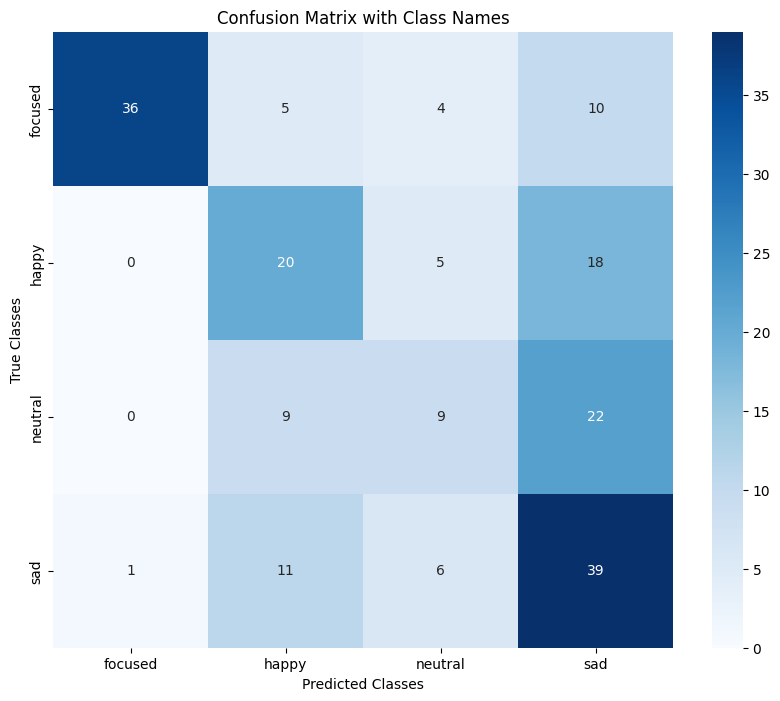 Confusion Matrix with Class Names
focused 36 5 4 10
happy 0 20 5 18
neutral 0 9 9 22
sad 1 11 6 39
focused happy neutral sad
Predicted Classes
True Classes
35
30
25
20
15
10
5
0